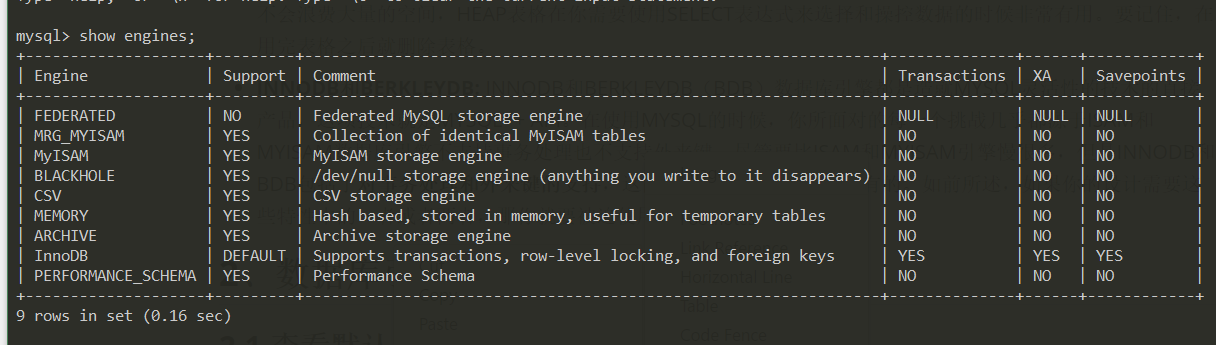 mysql> show engines;
+--------------------+---------+----------------------------------------------------------------+--------------+------+------------+
| Engine | Support | Comment | Transactions | XA | Savepoints |
+--------------------+---------+----------------------------------------------------------------+--------------+------+------------+
| FEDERATED | NO | Federated MySQL storage engine | NULL | NULL | NULL |
| MRG_MYISAM | YES | Collection of identical MyISAM tables | NO | NO | NO |
| MyISAM | YES | MyISAM storage engine | NO | NO | NO |
| BLACKHOLE | YES | /dev/null storage engine (anything you write to it disappears) | NO | NO | NO |
| CSV | YES | CSV storage engine | NO | NO | NO |
| MEMORY | YES | Hash based, stored in memory, useful for temporary tables | NO | NO | NO |
| ARCHIVE | YES | Archive storage engine | NO | NO | NO |
| InnoDB | DEFAULT | Supports transactions, row-level locking, and foreign keys | YES | YES | YES |
| PERFORMANCE_SCHEMA | YES | Performance Schema | NO | NO | NO |
+--------------------+---------+----------------------------------------------------------------+--------------+------+------------+
9 rows in set (0.16 sec)